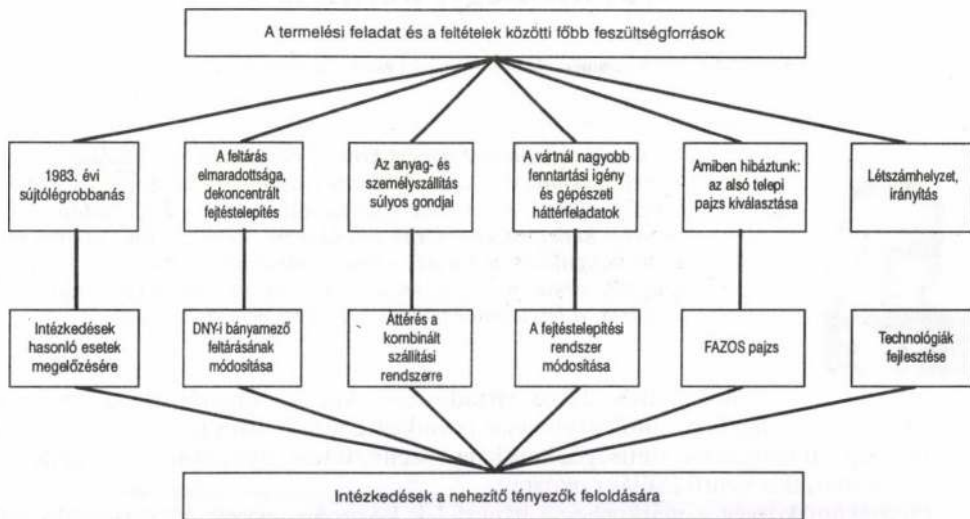 A termelési feladat és a feltételek közötti főbb feszültségforrások
1983. évi
sújtólégrobbanás
A feltárás
elmaradottsága,
dekoncentrált
fejtéstelepítés
Az anyag- és
személyszállítás
súlyos gondjai
A vártnál nagyobb
fenntartási igény
és gépészeti
háttérfeladatok
Amiben hibáztunk:
az alsó telepi
pajzs kiválasztása
Létszámhelyzet,
irányítás
Intézkedések
hasonló esetek
megelőzésére
DNY-i bányamező
feltárásának
módosítása
Áttérés a
kombinált
szállítási
rendszerre
A fejtéstelepítési
rendszer
módosítása
FAZOS pajzs
Technológiák
fejlesztése
Intézkedések a nehezítő tényezők feloldására